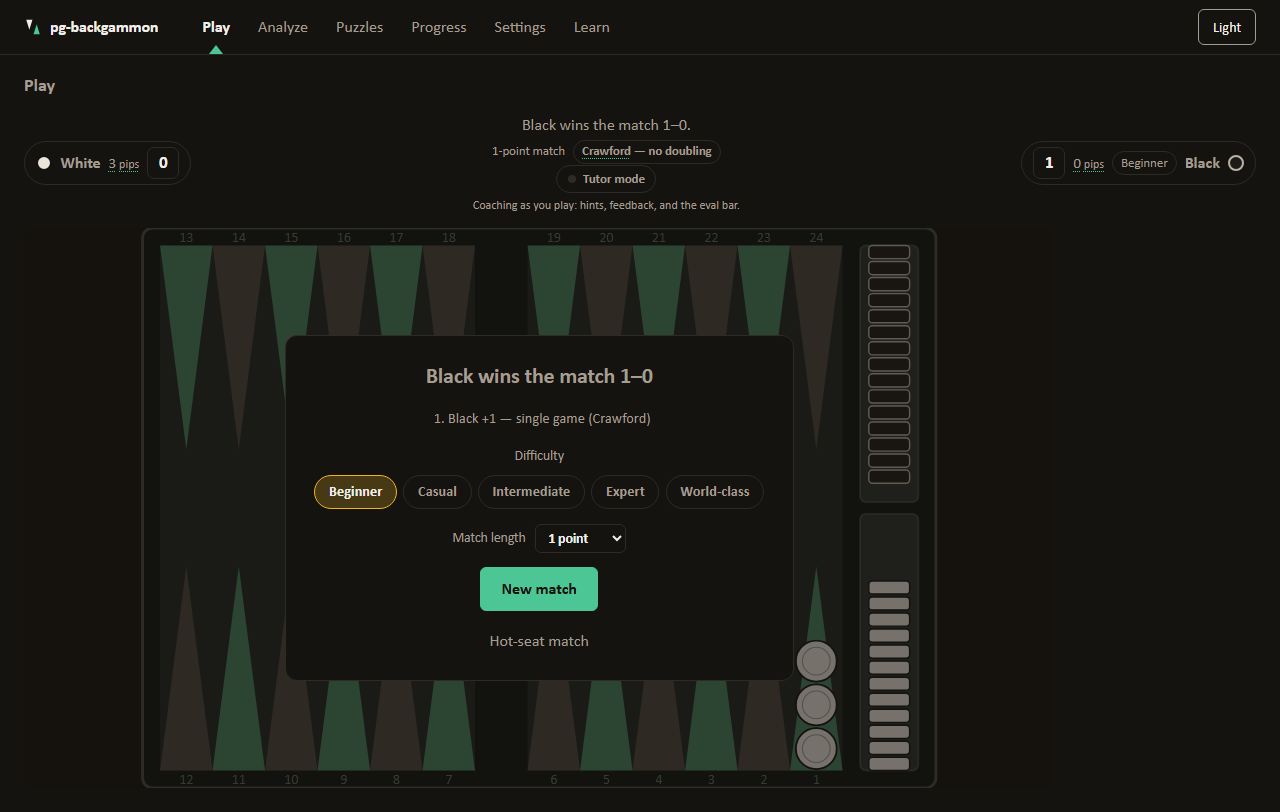 pg-backgammon Play Analyze Puzzles Progress Settings Learn Light
Play
Black wins the match 1–0.
White 3 pips 0
1-point match Crawford — no doubling
1 0 pips Beginner Black
Tutor mode
Coaching as you play: hints, feedback, and the eval bar.
13 14 15 16 17 18 19 20 21 22 23 24
Black wins the match 1–0
1. Black +1 — single game (Crawford)
Difficulty
Beginner Casual Intermediate Expert World-class
Match length 1 point
New match
Hot-seat match
12 11 10 9 8 7 6 5 4 3 2 1